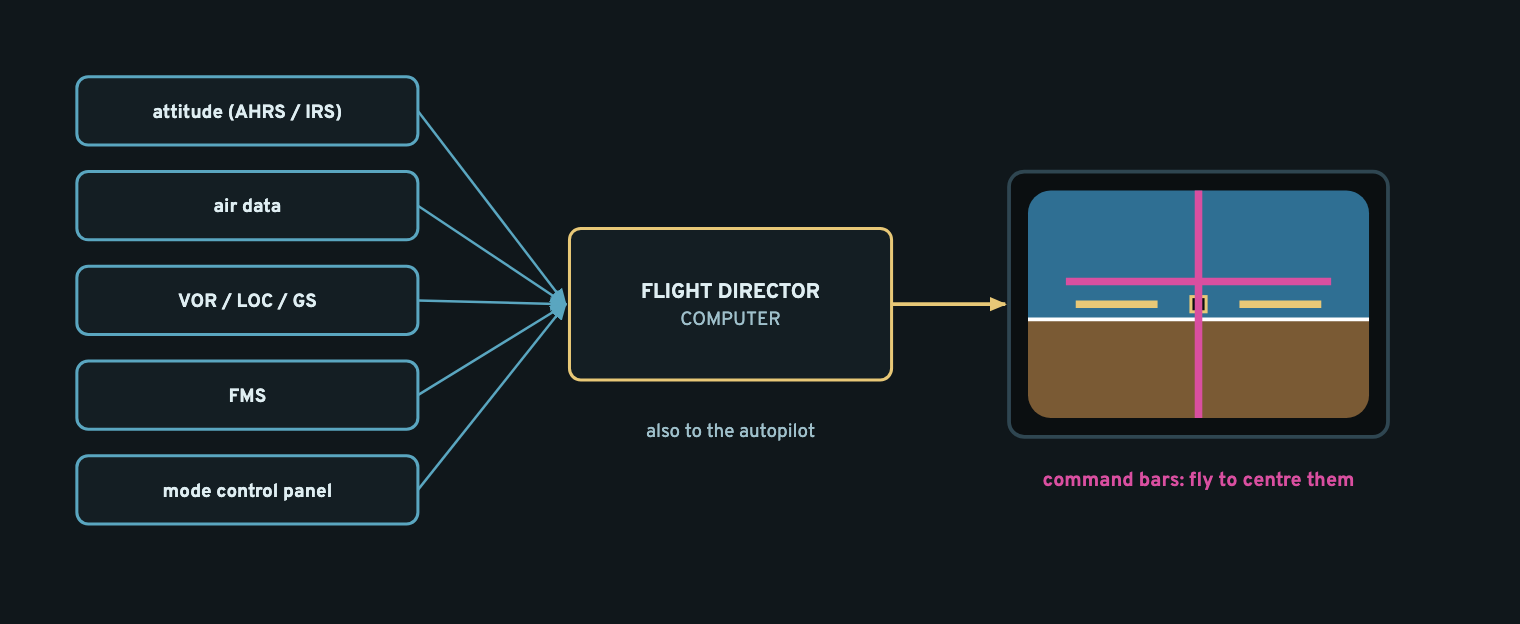 attitude (AHRS / IRS)
air data
VOR / LOC / GS
FMS
mode control panel
FLIGHT DIRECTOR
COMPUTER
also to the autopilot
command bars: fly to centre them